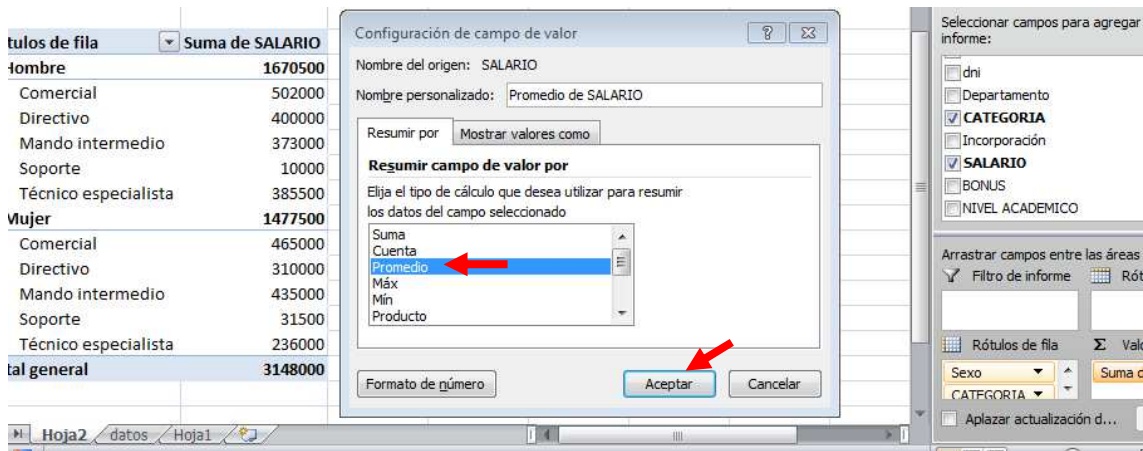 tulos de fila Suma de SALARIO
Hombre 1670500
Comercial 502000
Directivo 400000
Mando intermedio 373000
Soporte 10000
Técnico especialista 385500
Mujer 1477500
Comercial 465000
Directivo 310000
Mando intermedio 435000
Soporte 31500
Técnico especialista 236000
tal general 3148000
Hoja2 datos Hoja1
Configuración de campo de valor
Nombre del origen: SALARIO
Nombre personalizado: Promedio de SALARIO
Resumir por Mostrar valores como
Resumir campo de valor por
Elija el tipo de cálculo que desea utilizar para resumir
los datos del campo seleccionado
Suma
Cuenta
Promedio
Máx
Mín
Producto
Formato de número Aceptar Cancelar
Seleccionar campos para agregar
informe:
dni
Departamento
CATEGORIA
Incorporación
SALARIO
BONUS
NIVEL ACADEMICO
Arrastrar campos entre las áreas
Filtro de informe Rót
Rótulos de fila Σ Valo
Sexo Suma d
CATEGORIA
Aplazar actualización d...